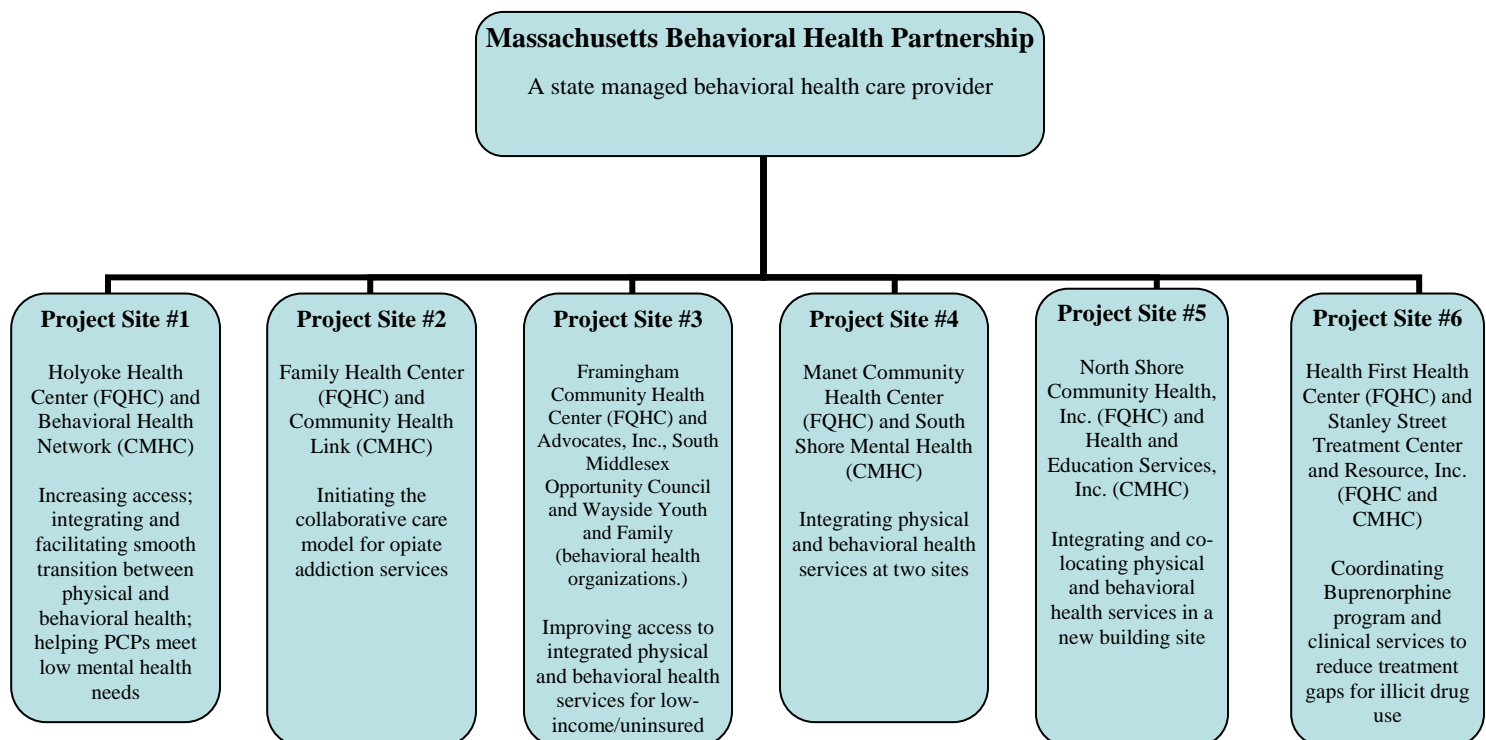 Massachusetts Behavioral Health Partnership
A state managed behavioral health care provider
Project Site #1
Holyoke Health
Center (FQHC) and
Behavioral Health
Network (CMHC)
Increasing access;
integrating and
facilitating smooth
transition between
physical and
behavioral health;
helping PCPs meet
low mental health
needs
Project Site #2
Family Health Center
(FQHC) and
Community Health
Link (CMHC)
Initiating the
collaborative care
model for opiate
addiction services
Project Site #3
Framingham
Community Health
Center (FQHC) and
Advocates, Inc., South
Middlesex
Opportunity Council
and Wayside Youth
and Family
(behavioral health
organizations.)
Improving access to
integrated physical
and behavioral health
services for low-
income/uninsured
Project Site #4
Manet Community
Health Center
(FQHC) and South
Shore Mental Health
(CMHC)
Integrating physical
and behavioral health
services at two sites
Project Site #5
North Shore
Community Health,
Inc. (FQHC) and
Health and
Education Services,
Inc. (CMHC)
Integrating and co-
locating physical
and behavioral
health services in a
new building site
Project Site #6
Health First Health
Center (FQHC) and
Stanley Street
Treatment Center
and Resource, Inc.
(FQHC and
CMHC)
Coordinating
Buprenorphine
program and
clinical services to
reduce treatment
gaps for illicit drug
use